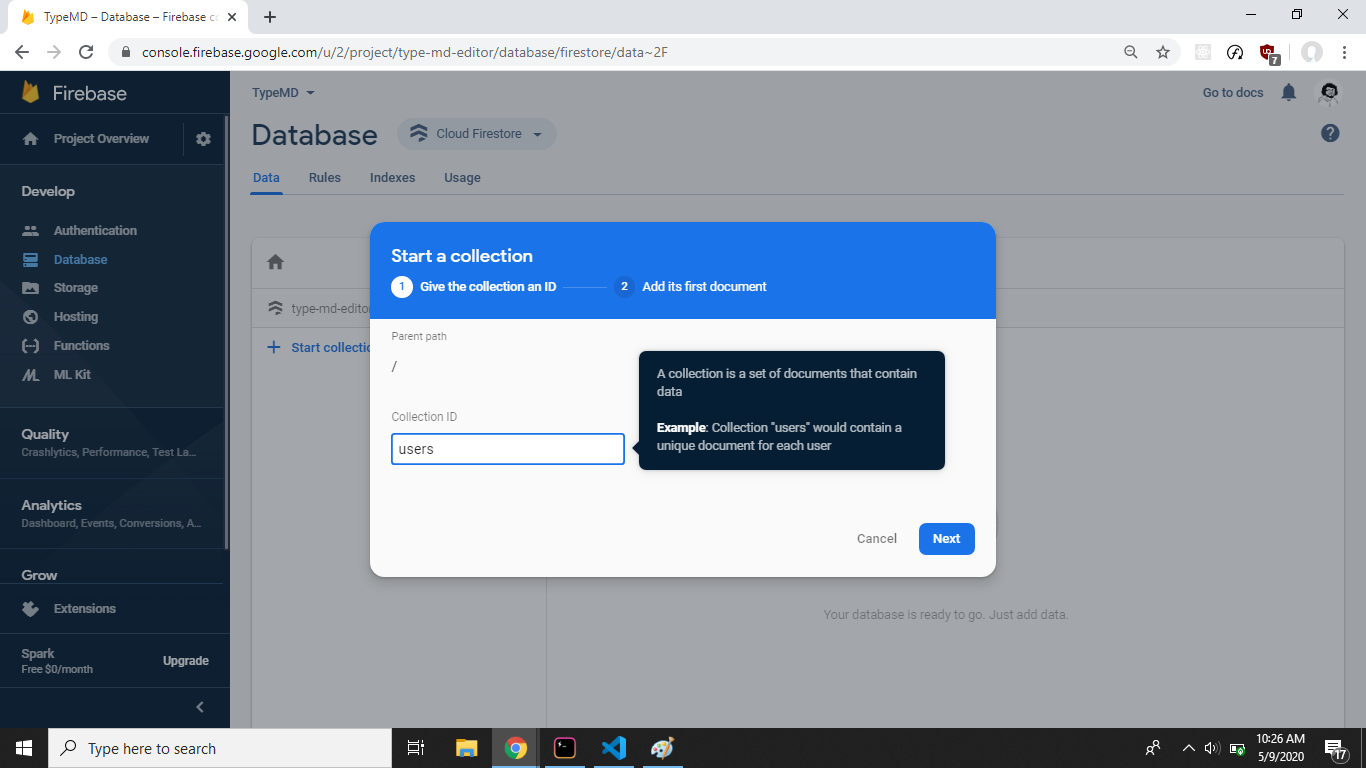 TypeMD – Database – Firebase co
console.firebase.google.com/u/2/project/type-md-editor/database/firestore/data~2F
7
Firebase
TypeMD
Go to docs
Project Overview
Database
Cloud Firestore
Data
Rules
Indexes
Usage
Develop
Authentication
Database
Storage
Hosting
Functions
ML Kit
Quality
Crashlytics, Performance, Test La...
Analytics
Dashboard, Events, Conversions, A...
Grow
Extensions
Spark
Free $0/month
Upgrade
type-md-editor
Start collectio
Start a collection
1 Give the collection an ID
2 Add its first document
Parent path
/
Collection ID
users
A collection is a set of documents that contain
data
Example: Collection "users" would contain a
unique document for each user
Cancel
Next
Your database is ready to go. Just add data.
Type here to search
10:26 AM
5/9/2020
17